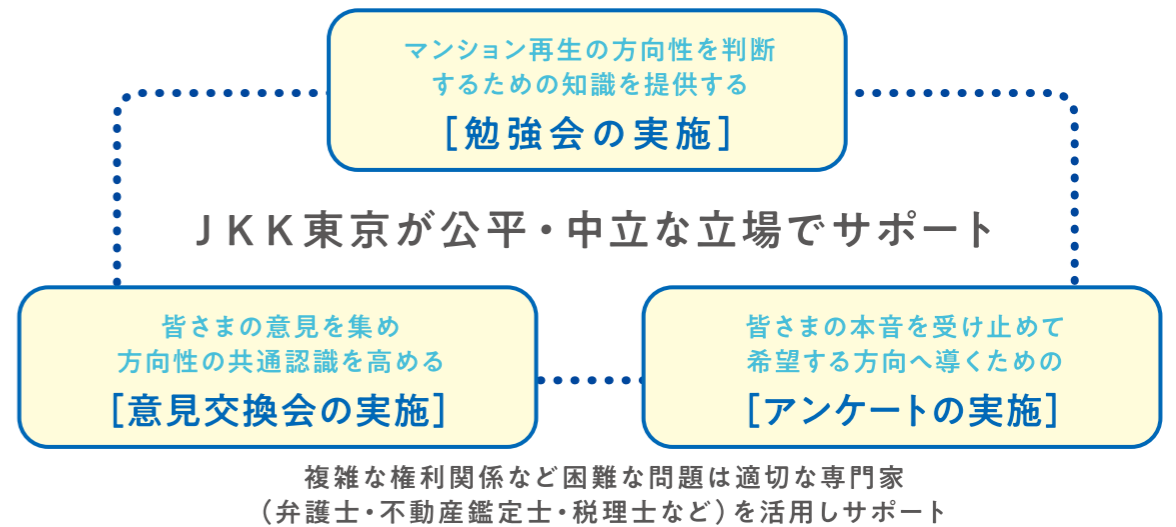 マンション再生の方向性を判断
するための知識を提供する
［勉強会の実施］
ＪＫＫ東京が公平・中立な立場でサポート
皆さまの意見を集め
方向性の共通認識を高める
［意見交換会の実施］
皆さまの本音を受け止めて
希望する方向へ導くための
［アンケートの実施］
複雑な権利関係など困難な問題は適切な専門家
（弁護士・不動産鑑定士・税理士など）を活用しサポート